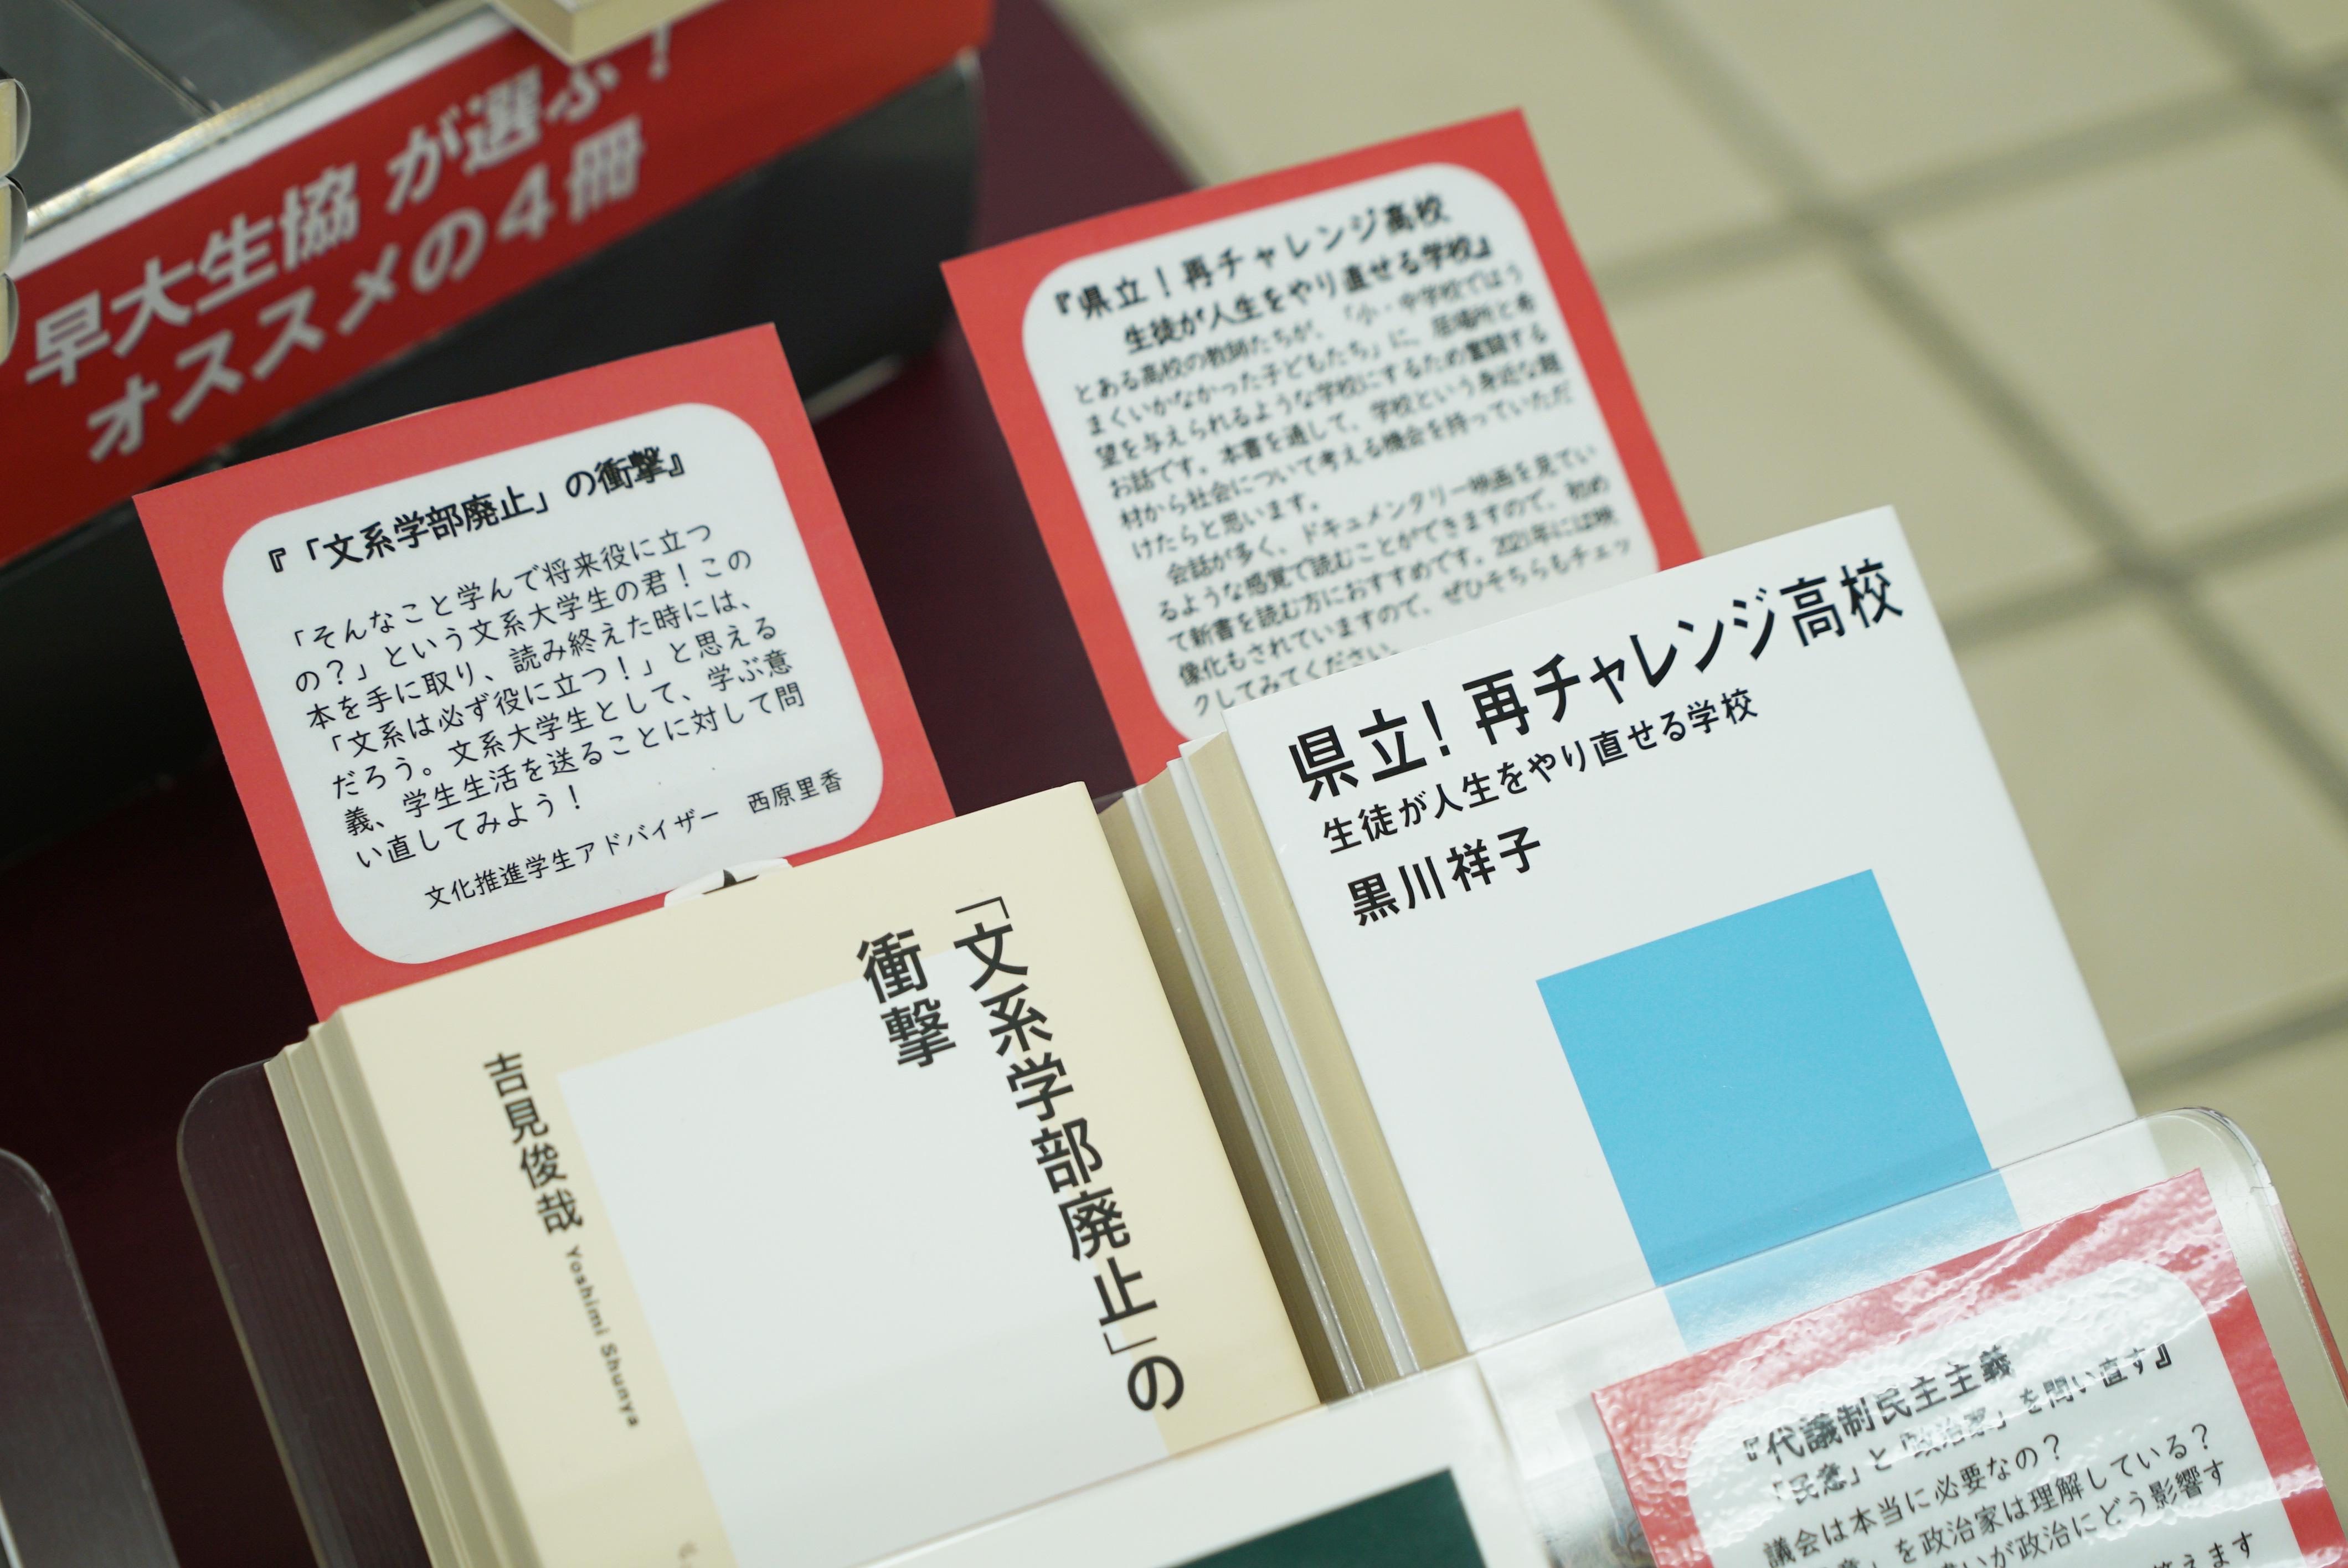 早大生協 が選ぶ！
オススメの4冊
『「文系学部廃止」の衝撃』
「そんなこと学んで将来役に立つ
の？」という文系大学生の君！この
本を手に取り、読み終えた時には、
「文系は必ず役に立つ！」と思える
だろう。文系大学生として、学ぶ意
義、学生生活を送ることに対して問
い直してみよう！
文化推進学生アドバイザー　西原里香
『県立！再チャレンジ高校
生徒が人生をやり直せる学校』
とある高校の教師たちが、「小・中学校ではう
まくいかなかった子どもたち」に、居場所と希
望を与えられるような学校にするため奮闘する
お話です。本書を通して、学校という身近な題
材から社会について考える機会を持っていただ
けたらと思います。
会話が多く、ドキュメンタリー映画を見てい
るような感覚で読むことができますので、初め
て新書を読む方におすすめです。2021年には映
像化もされていますので、ぜひそちらもチェッ
クしてみてください。
「文系学部廃止」の
衝撃
吉見俊哉 Yoshimi Shunya
県立！再チャレンジ高校
生徒が人生をやり直せる学校
黒川祥子
『代議制民主主義
「民意」と「政治家」を問い直す』
議会は本当に必要なの？
」を政治家は理解している？
いが政治にどう影響す
えます